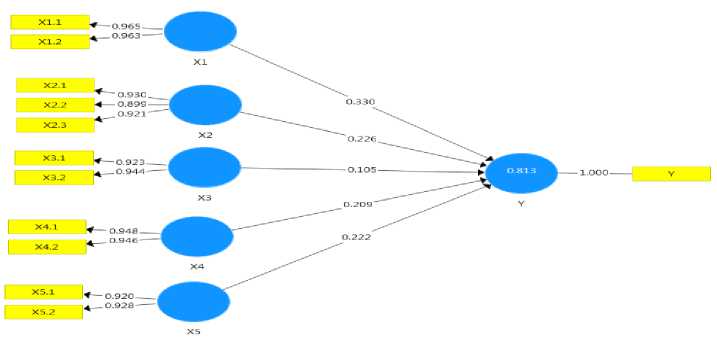 X1.1
0.965
X1.2
0.963
X1
0.330
X2.1
0.930
X2.2
0.899
X2.3
0.921
X2
0.226
X3.1
0.923
X3.2
0.944
X3
0.105
0.813
1.000
Y
Y
X4.1
0.948
X4.2
0.946
X4
0.209
X5.1
0.920
X5.2
0.928
X5
0.222